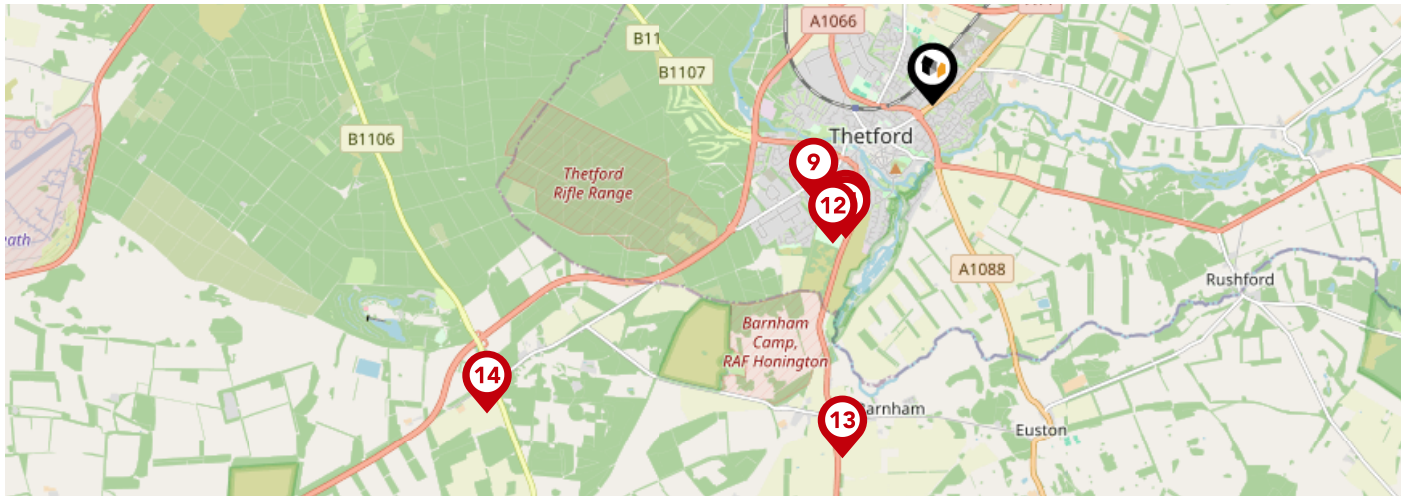 A1066
B11
B1107
B1106
Thetford
9
Thetford
Rifle Range
12
eath
A1088
Rushford
Barnham
Camp,
RAF Honington
14
arnham
13
Euston